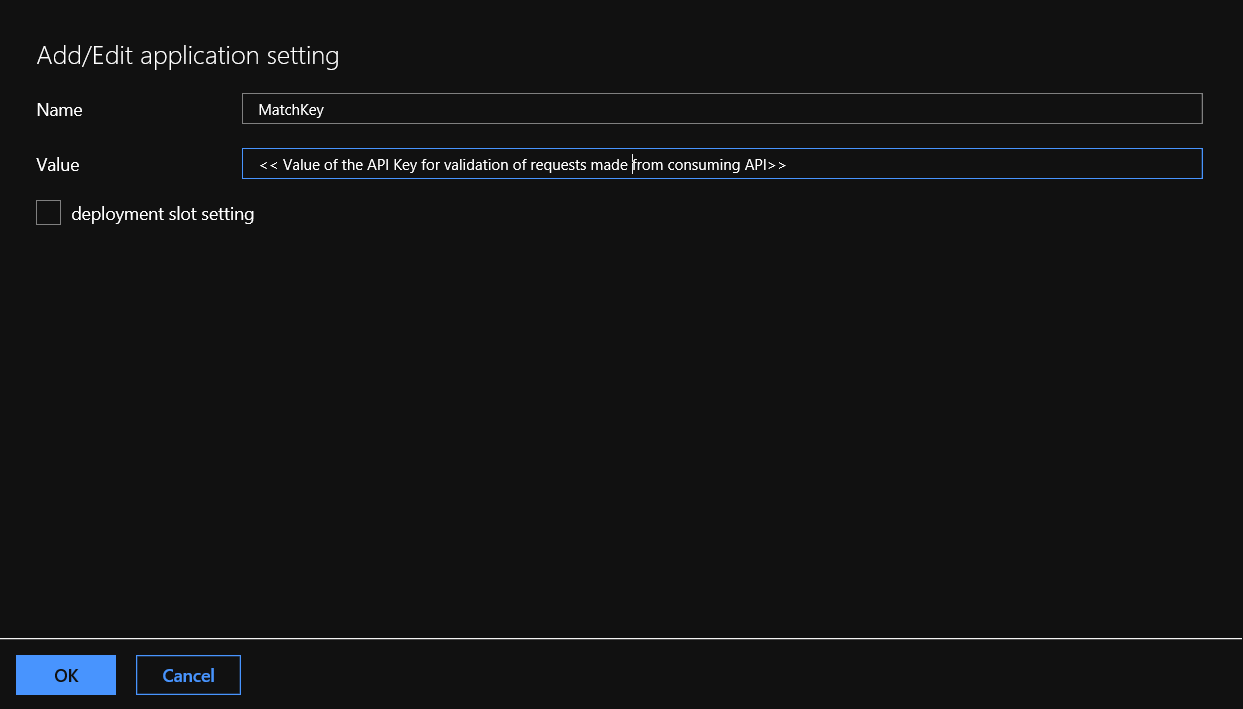 Add/Edit application setting
Name
MatchKey
Value
<< Value of the API Key for validation of requests made from consuming API>>
deployment slot setting
OK
Cancel